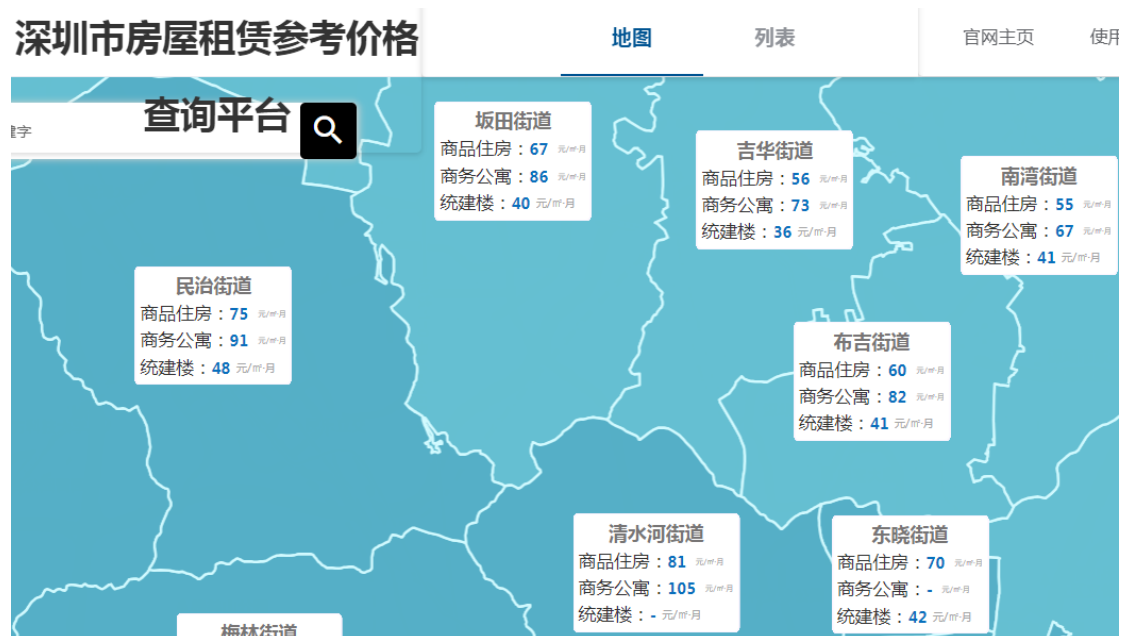 深圳市房屋租赁参考价格
查询平台
地图
列表
官网主页
使用
建字
坂田街道
商品住房：67 元/㎡·月
商务公寓：86 元/㎡·月
统建楼：40 元/㎡·月
吉华街道
商品住房：56 元/㎡·月
商务公寓：73 元/㎡·月
统建楼：36 元/㎡·月
南湾街道
商品住房：55 元/㎡·月
商务公寓：67 元/㎡·月
统建楼：41 元/㎡·月
民治街道
商品住房：75 元/㎡·月
商务公寓：91 元/㎡·月
统建楼：48 元/㎡·月
布吉街道
商品住房：60 元/㎡·月
商务公寓：82 元/㎡·月
统建楼：41 元/㎡·月
清水河街道
商品住房：81 元/㎡·月
商务公寓：105 元/㎡·月
统建楼：- 元/㎡·月
东晓街道
商品住房：70 元/㎡·月
商务公寓：- 元/㎡·月
统建楼：42 元/㎡·月
梅林街道